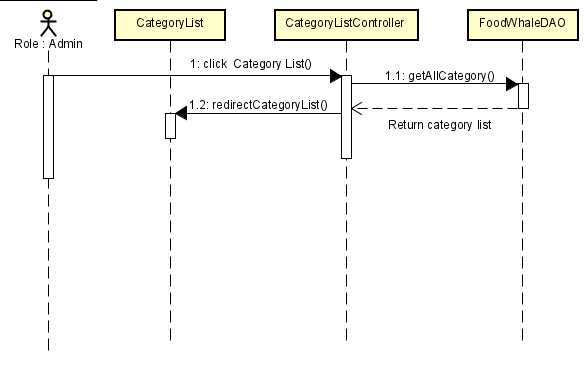 CategoryList
CategoryListController
FoodWhaleDAO
Role : Admin
1: click Category List()
1.1: getAllCategory()
1.2: redirectCategoryList()
Return category list